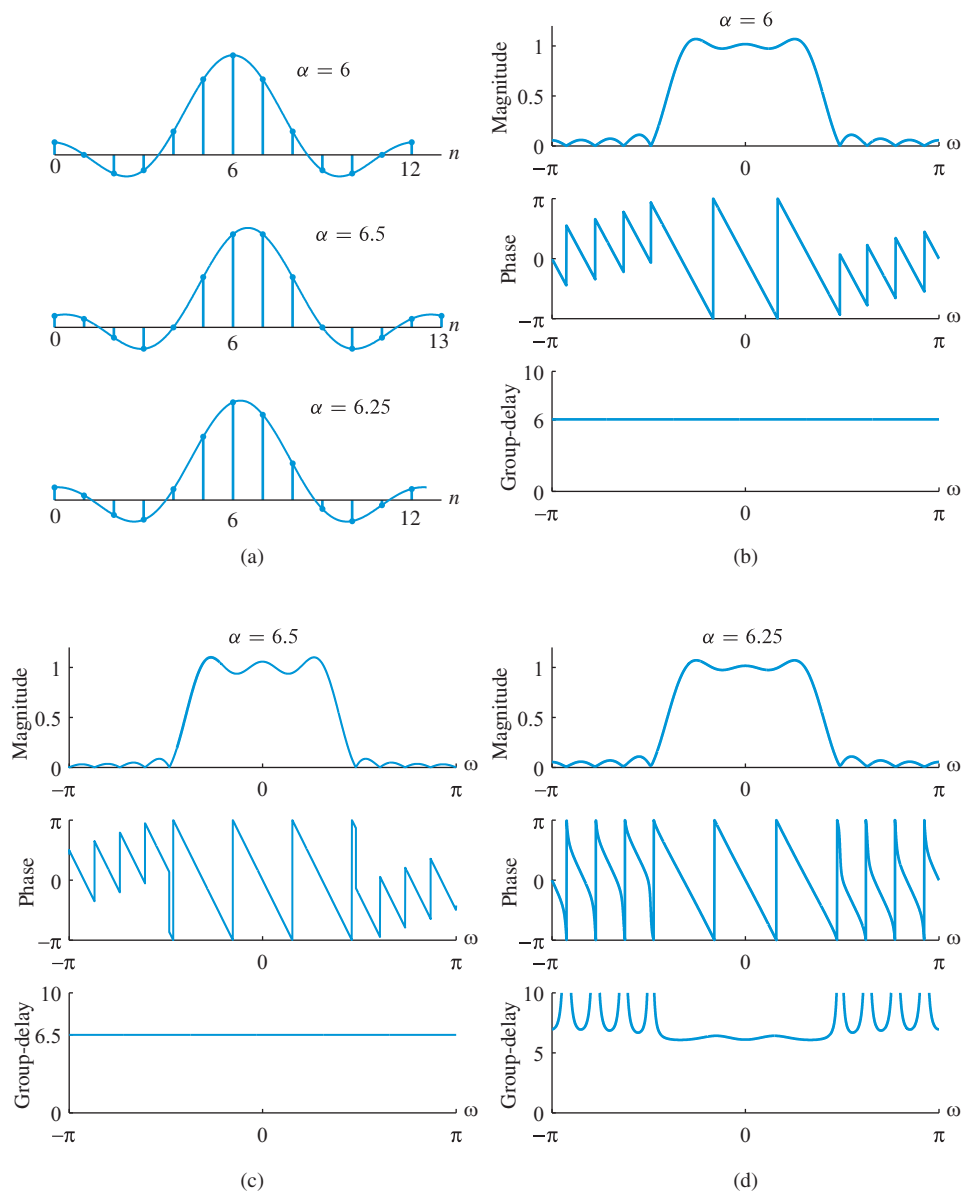 α = 6
n
0
6
12
α = 6.5
n
0
6
13
α = 6.25
n
0
6
12
(a)
α = 6
Magnitude
1
0.5
0
ω
−π
0
π
Phase
π
0
−π
ω
0
π
Group-delay
10
6
0
ω
−π
0
π
(b)
α = 6.5
Magnitude
1
0.5
0
ω
−π
0
π
Phase
π
0
−π
ω
−π
0
π
Group-delay
10
6.5
0
ω
−π
0
π
(c)
α = 6.25
Magnitude
1
0.5
0
ω
−π
0
π
Phase
π
0
−π
ω
−π
0
π
Group-delay
10
5
0
ω
−π
0
π
(d)